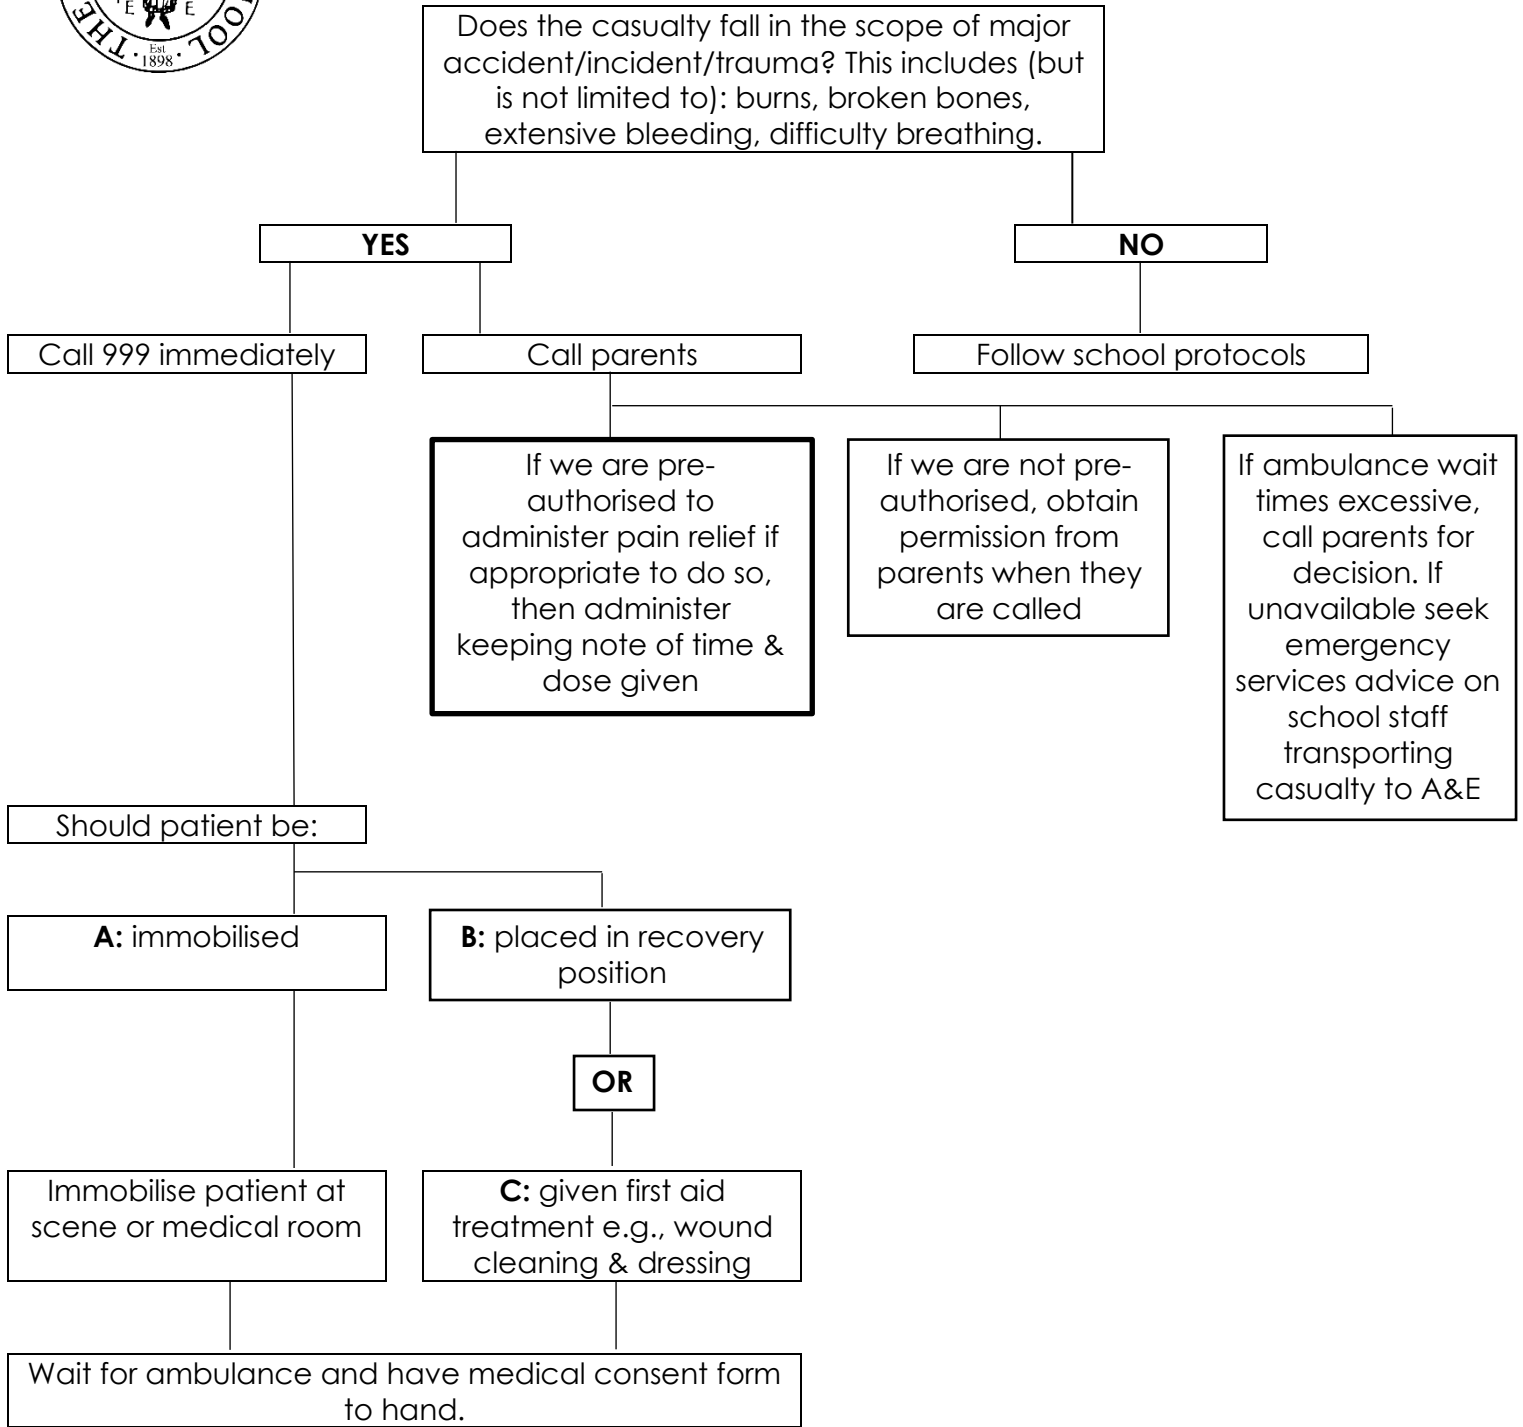 THE
OOL
E
E
Est
1898
Does the casualty fall in the scope of major
accident/incident/trauma? This includes (but
is not limited to): burns, broken bones,
extensive bleeding, difficulty breathing.
YES
NO
Call 999 immediately
Call parents
Follow school protocols
If we are pre-
authorised to
administer pain relief if
appropriate to do so,
then administer
keeping note of time &
dose given
If we are not pre-
authorised, obtain
permission from
parents when they
are called
If ambulance wait
times excessive,
call parents for
decision. If
unavailable seek
emergency
services advice on
school staff
transporting
casualty to A&E
Should patient be:
A: immobilised
B: placed in recovery
position
OR
Immobilise patient at
scene or medical room
C: given first aid
treatment e.g., wound
cleaning & dressing
Wait for ambulance and have medical consent form
to hand.